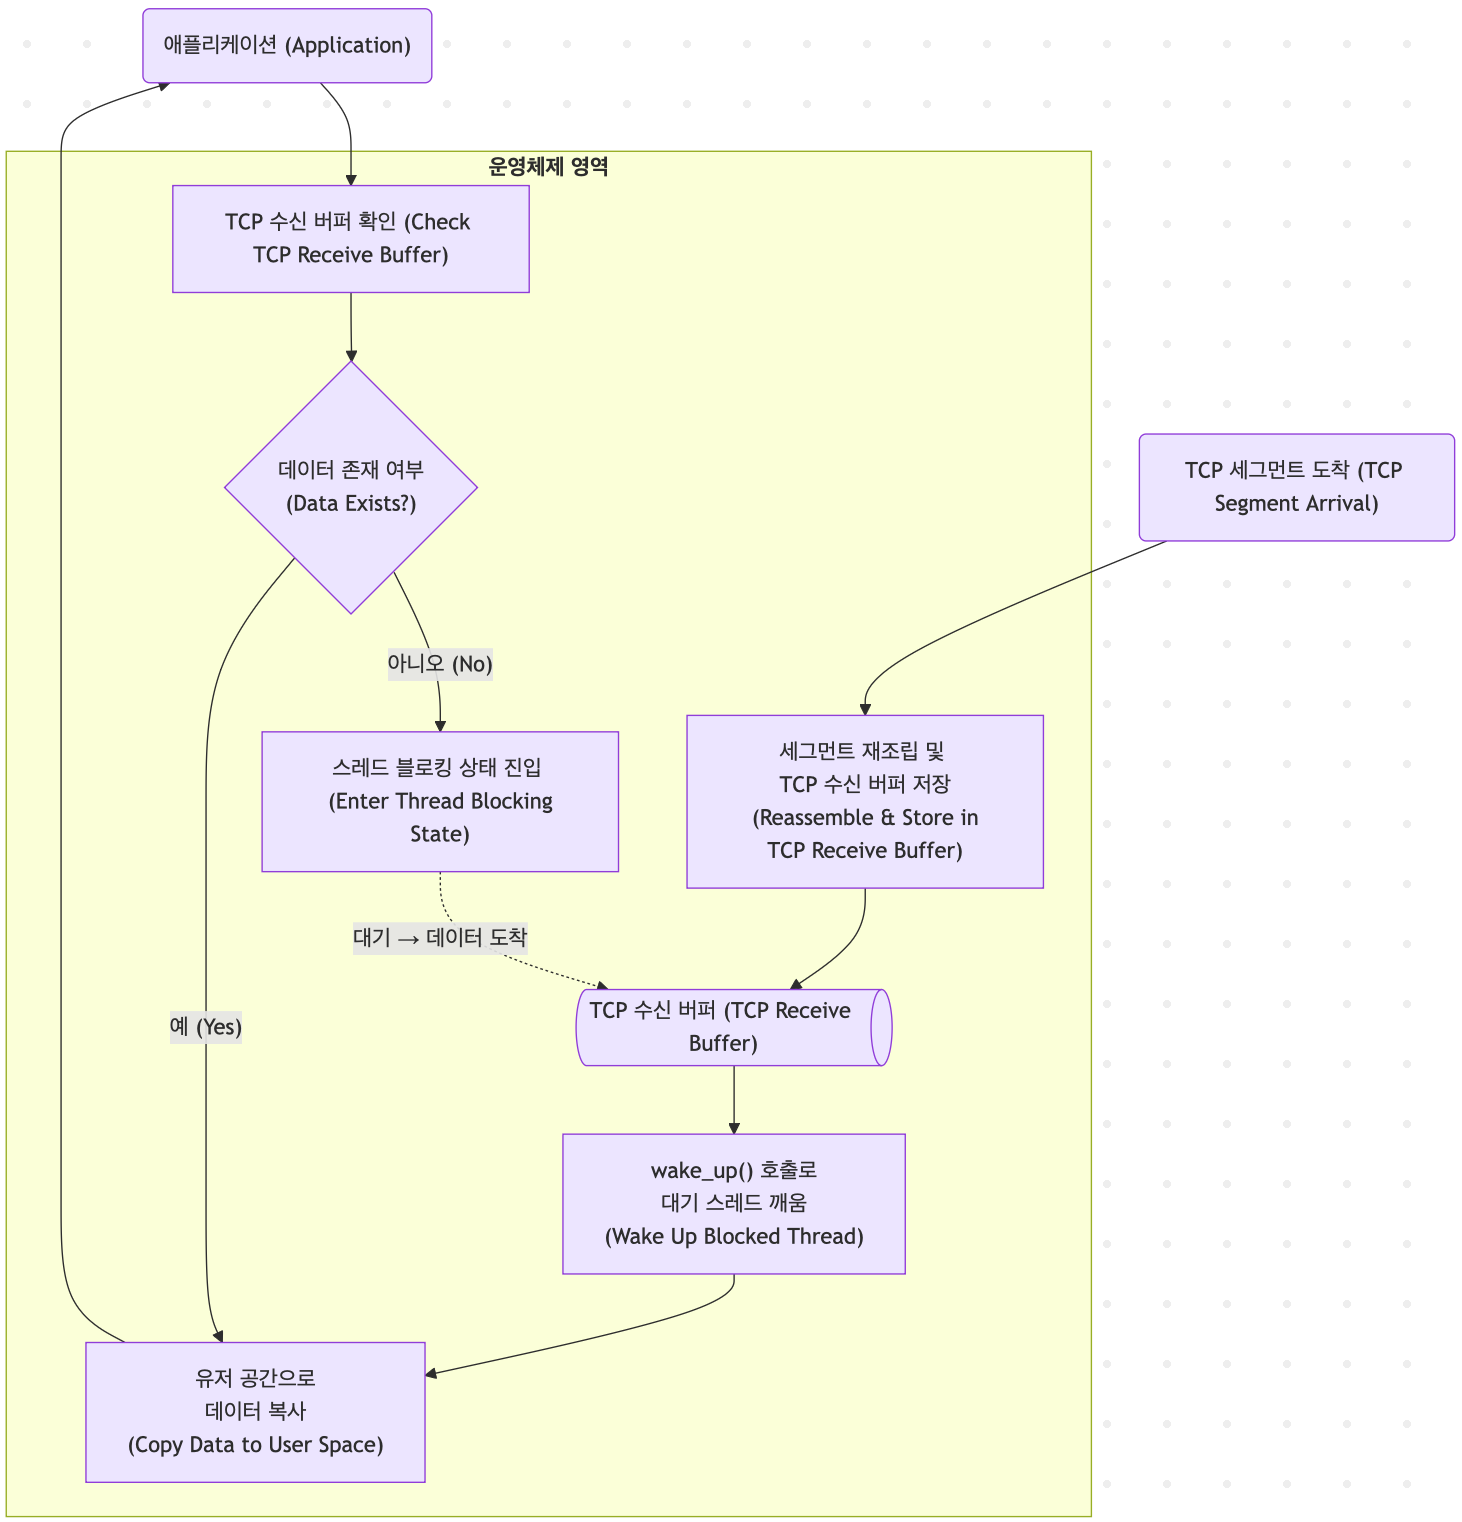 애플리케이션 (Application)
운영체제 영역
TCP 수신 버퍼 확인 (Check
TCP Receive Buffer)
데이터 존재 여부
(Data Exists?)
TCP 세그먼트 도착 (TCP
Segment Arrival)
아니오 (No)
스레드 블로킹 상태 진입
(Enter Thread Blocking
State)
세그먼트 재조립 및
TCP 수신 버퍼 저장
(Reassemble & Store in
TCP Receive Buffer)
대기 → 데이터 도착
예 (Yes)
TCP 수신 버퍼 (TCP Receive
Buffer)
wake_up() 호출로
대기 스레드 깨움
(Wake Up Blocked Thread)
유저 공간으로
데이터 복사
(Copy Data to User Space)